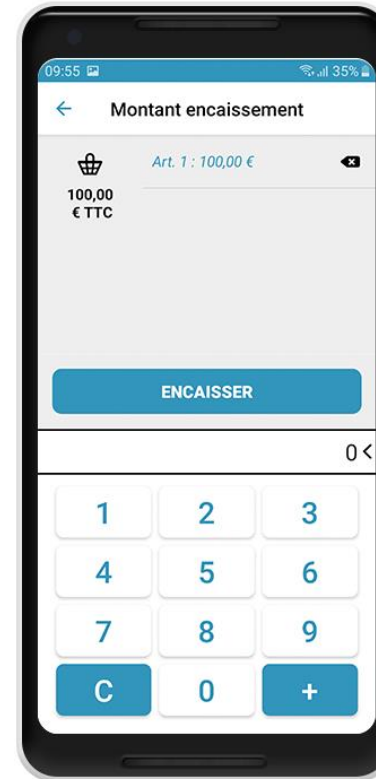 09:55 35%
Montant encaissement
Art. 1 : 100,00 €
100,00
€ TTC
ENCAISSER
0
1 2 3
4 5 6
7 8 9
C 0 +